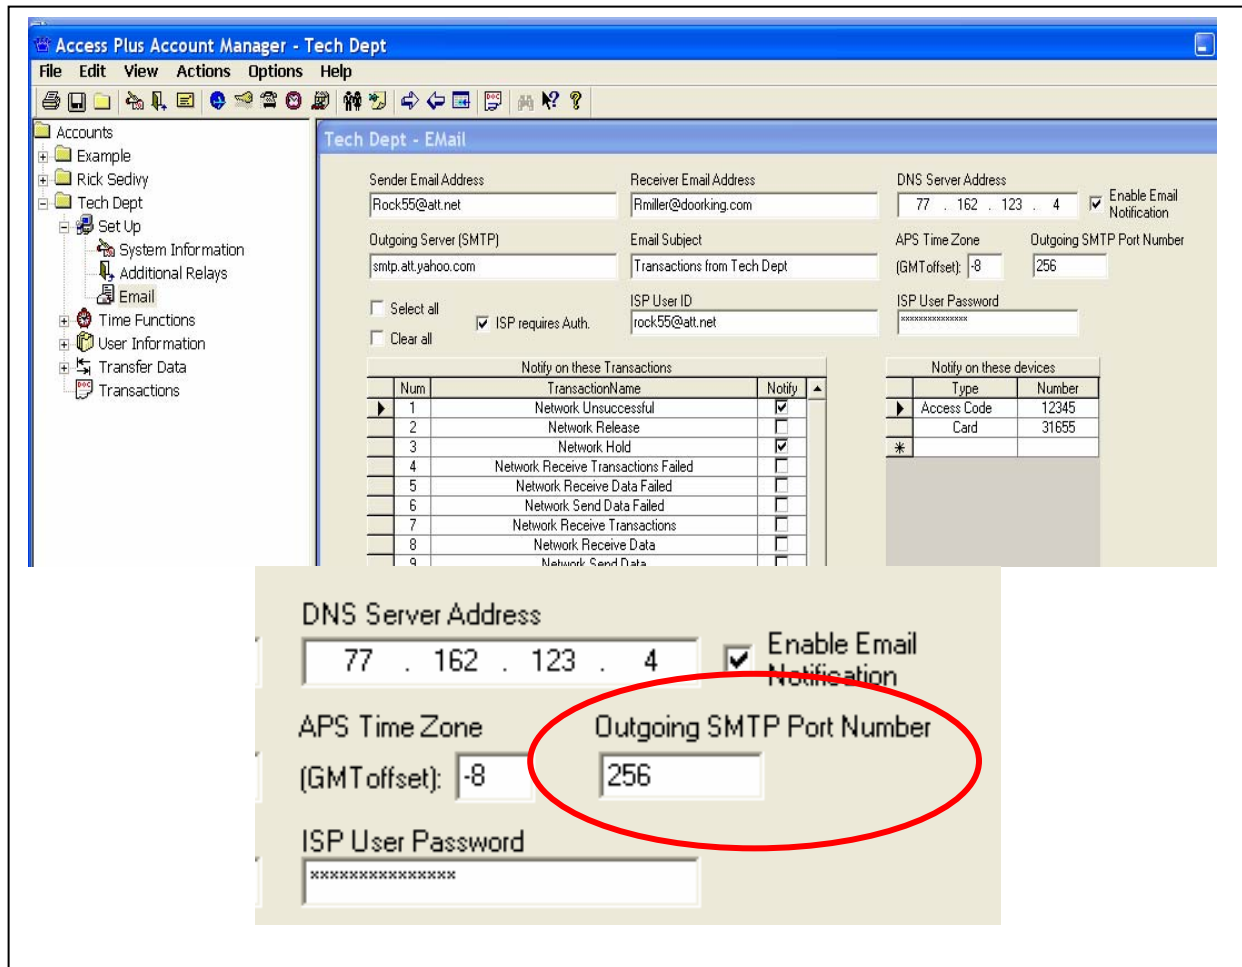 Access Plus Account Manager - Tech Dept
File Edit View Actions Options Help
Accounts
Example
Rick Sedivy
Tech Dept
Set Up
System Information
Additional Relays
Email
Time Functions
User Information
Transfer Data
Transactions
Tech Dept - EMail
Sender Email Address Receiver Email Address DNS Server Address
Rock55@att.net Rmiller@doorking.com 77 . 162 . 123 . 4 Enable Email
Notification
Outgoing Server (SMTP) Email Subject APS Time Zone Outgoing SMTP Port Number
smtp.att.yahoo.com Transactions from Tech Dept (GMToffset): -8 256
Select all ISP requires Auth. ISP User ID ISP User Password
Clear all rock55@att.net ***************
Notify on these Transactions
Num TransactionName Notify
1 Network Unsuccessful
2 Network Release
3 Network Hold
4 Network Receive Transactions Failed
5 Network Receive Data Failed
6 Network Send Data Failed
7 Network Receive Transactions
8 Network Receive Data
9 Network Send Data
Notify on these devices
Type Number
Access Code 12345
Card 31655
DNS Server Address
77 . 162 . 123 . 4 Enable Email
Notification
APS Time Zone Outgoing SMTP Port Number
(GMToffset): -8 256
ISP User Password
***************